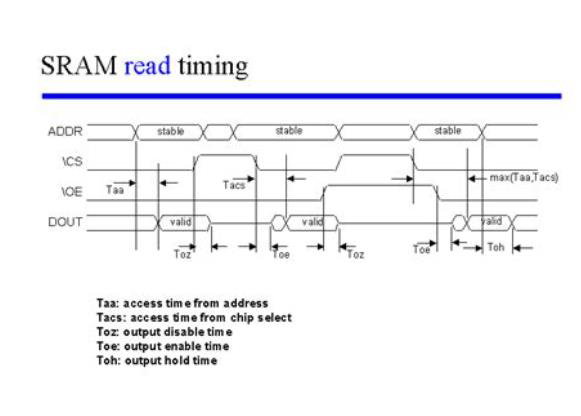 SRAM read timing
ADDR stable stable stable
\CS
Taa Tacs max(Taa,Tacs)
\OE
DOUT valid valid valid
Toz Toe Toz Toe Toh
Taa: access time from address
Tacs: access time from chip select
Toz: output disable time
Toe: output enable time
Toh: output hold time